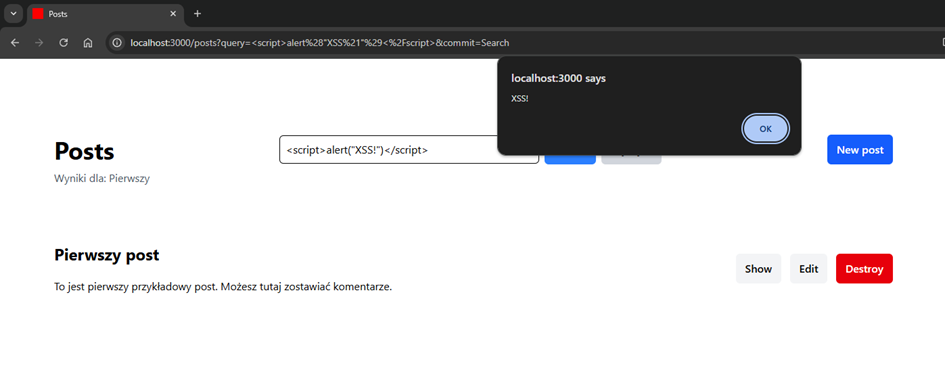 Posts
localhost:3000/posts?query=<script>alert%28"XSS%21"%29<%2Fscript>&commit=Search
localhost:3000 says
XSS!
OK
Posts
<script>alert("XSS!")</script>
New post
Wyniki dla: Pierwszy
Pierwszy post
Show
Edit
Destroy
To jest pierwszy przykładowy post. Możesz tutaj zostawiać komentarze.